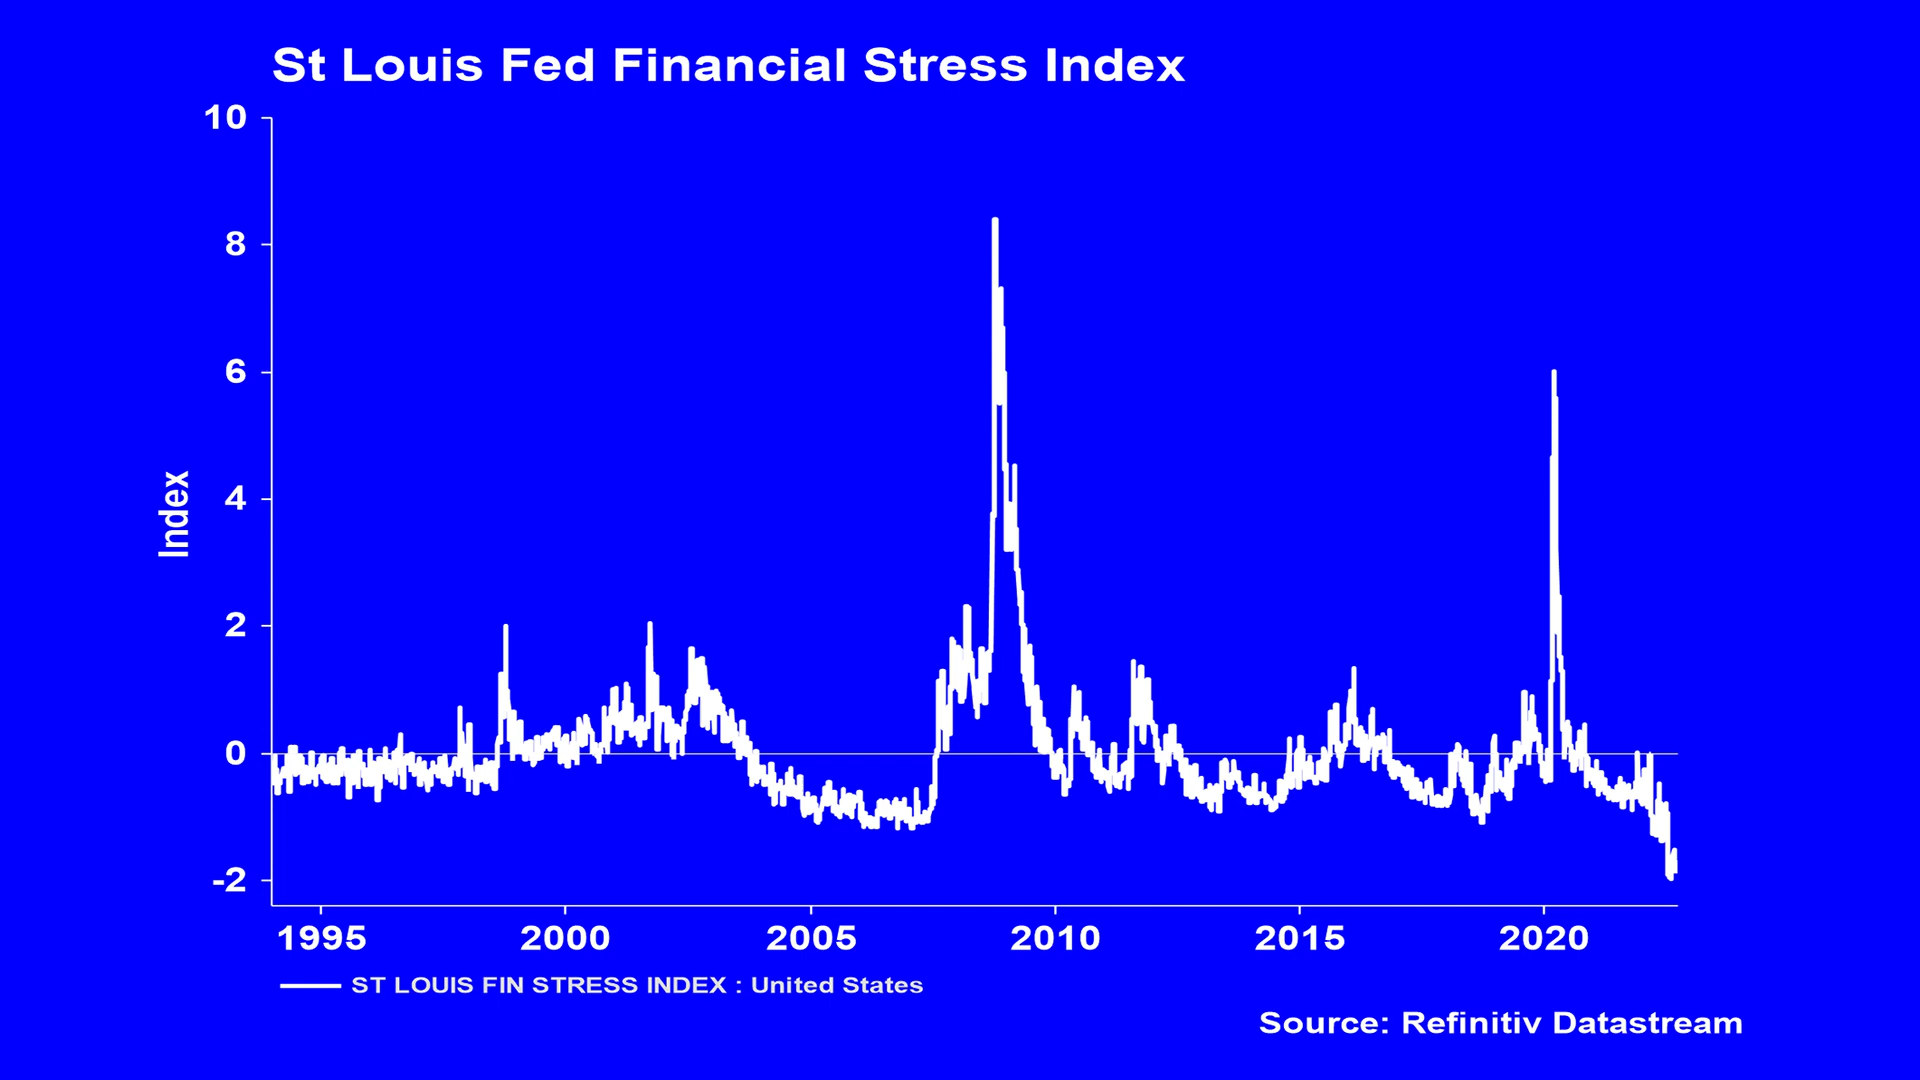 St Louis Fed Financial Stress Index
10
8
6
4
2
0
-2
Index
1995 2000 2005 2010 2015 2020
ST LOUIS FIN STRESS INDEX : United States
Source: Refinitiv Datastream